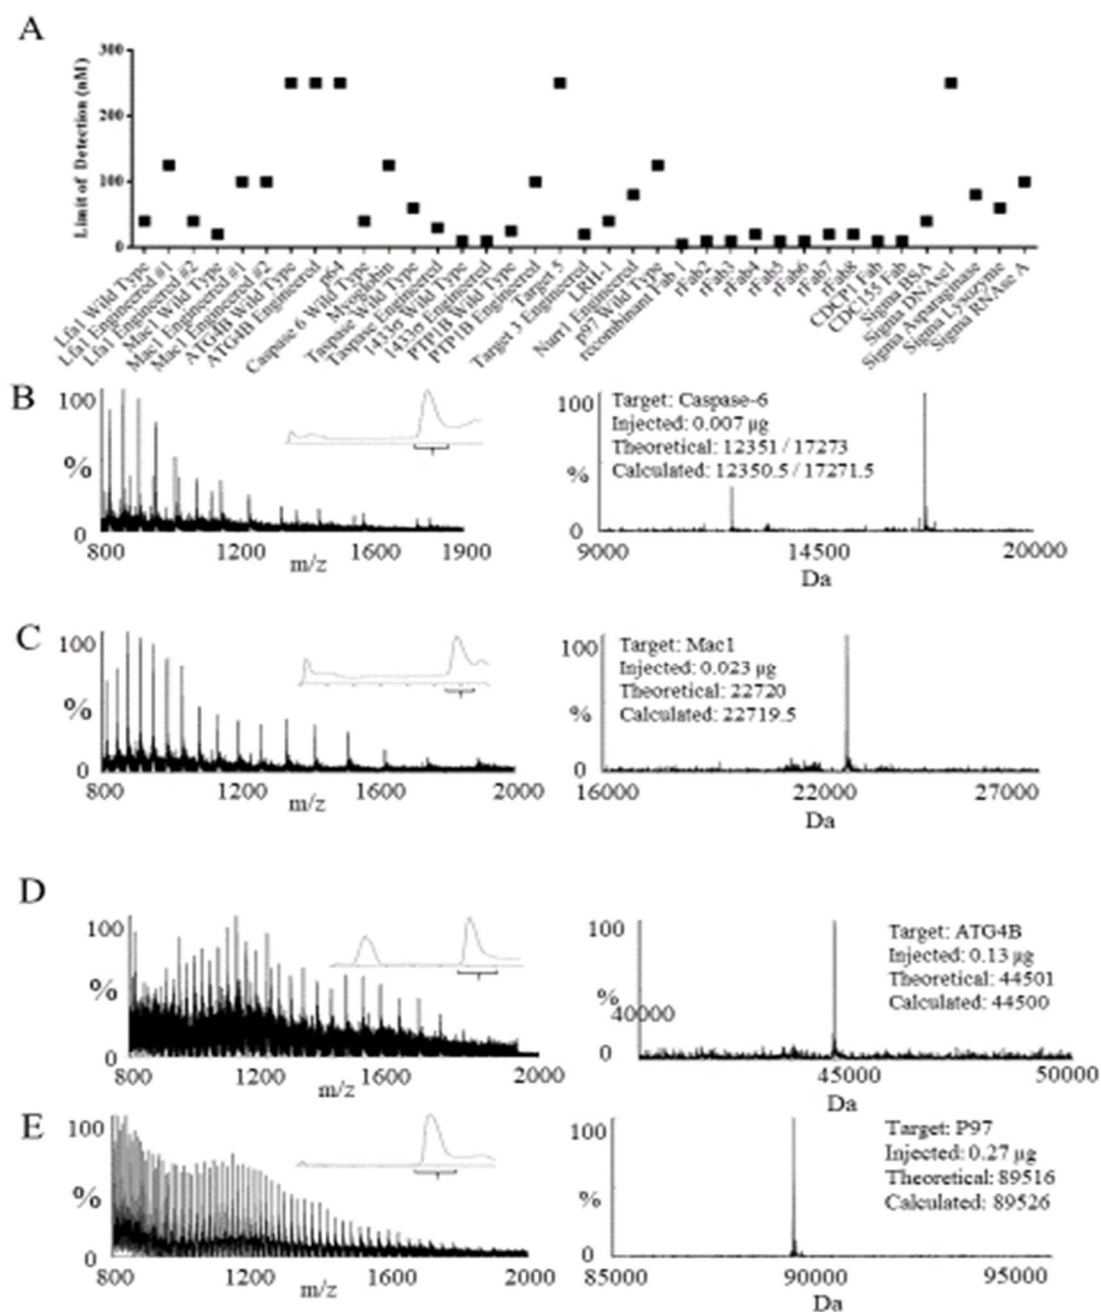 A
300
200
100
0
Limit of Detection (nM)
Lfa1 Wild Type
Lfa1 Engineered #1
Lfa1 Engineered #2
Mac1 Wild Type
Mac1 Engineered #1
Mac1 Engineered #2
ATG4B Wild Type
ATG4B Engineered
p64
Caspase 6 Wild Type
Myoglobin
Taspase Wild Type
Taspase Engineered
1433σ Wild Type
1433σ Engineered
PTP1B Wild Type
PTP1B Engineered
Target 5
Target 3 Engineered
LRH-1
Nurr1 Engineered
p97 Wild Type
recombinant Fab 1
rFab2
rFab3
rFab4
rFab5
rFab6
rFab7
rFab8
CDCP1 Fab
CDC155 Fab
Sigma BSA
Sigma DNAse1
Sigma Asparaginase
Sigma Lysozyme
Sigma RNAse A
B
100
%
0
800 1200 1600 1900
m/z
100
%
0
Target: Caspase-6
Injected: 0.007 µg
Theoretical: 12351 / 17273
Calculated: 12350.5 / 17271.5
9000 14500 20000
Da
C
100
%
0
800 1200 1600 2000
m/z
100
%
0
Target: Mac1
Injected: 0.023 µg
Theoretical: 22720
Calculated: 22719.5
16000 22000 27000
Da
D
100
%
0
800 1200 1600 2000
m/z
100
%
40000
0
Target: ATG4B
Injected: 0.13 µg
Theoretical: 44501
Calculated: 44500
45000 50000
Da
E
100
%
0
800 1200 1600 2000
m/z
100
%
0
Target: P97
Injected: 0.27 µg
Theoretical: 89516
Calculated: 89526
85000 90000 95000
Da